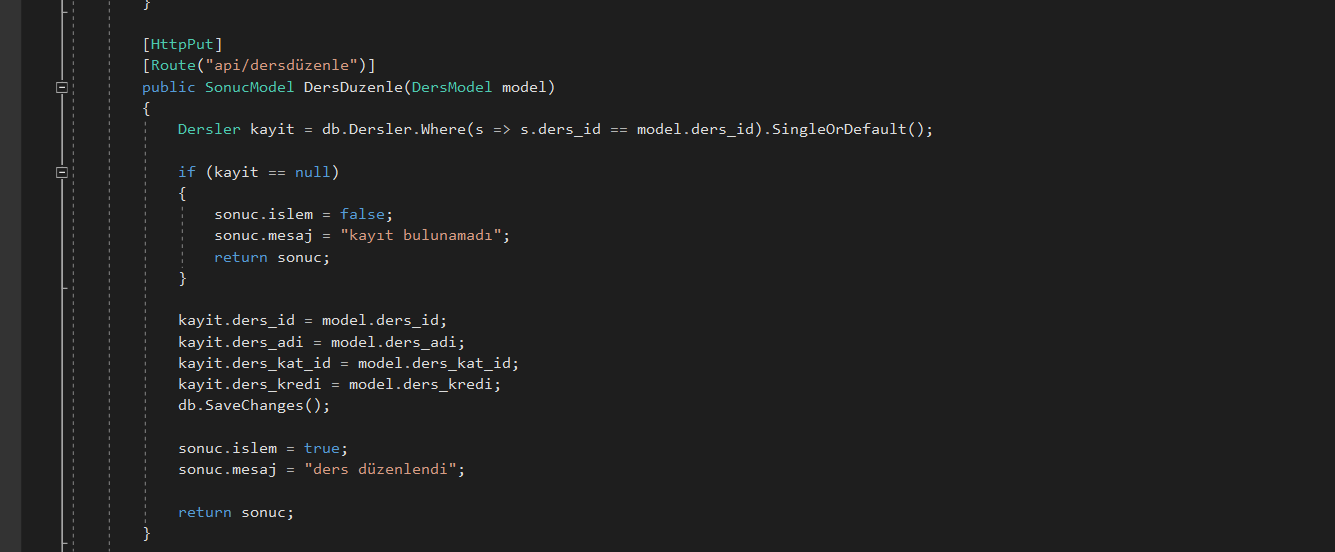 }
[HttpPut]
[Route("api/dersdüzenle")]
public SonucModel DersDuzenle(DersModel model)
{
Dersler kayit = db.Dersler.Where(s => s.ders_id == model.ders_id).SingleOrDefault();
if (kayit == null)
{
sonuc.islem = false;
sonuc.mesaj = "kayıt bulunamadı";
return sonuc;
}
kayit.ders_id = model.ders_id;
kayit.ders_adi = model.ders_adi;
kayit.ders_kat_id = model.ders_kat_id;
kayit.ders_kredi = model.ders_kredi;
db.SaveChanges();
sonuc.islem = true;
sonuc.mesaj = "ders düzenlendi";
return sonuc;
}